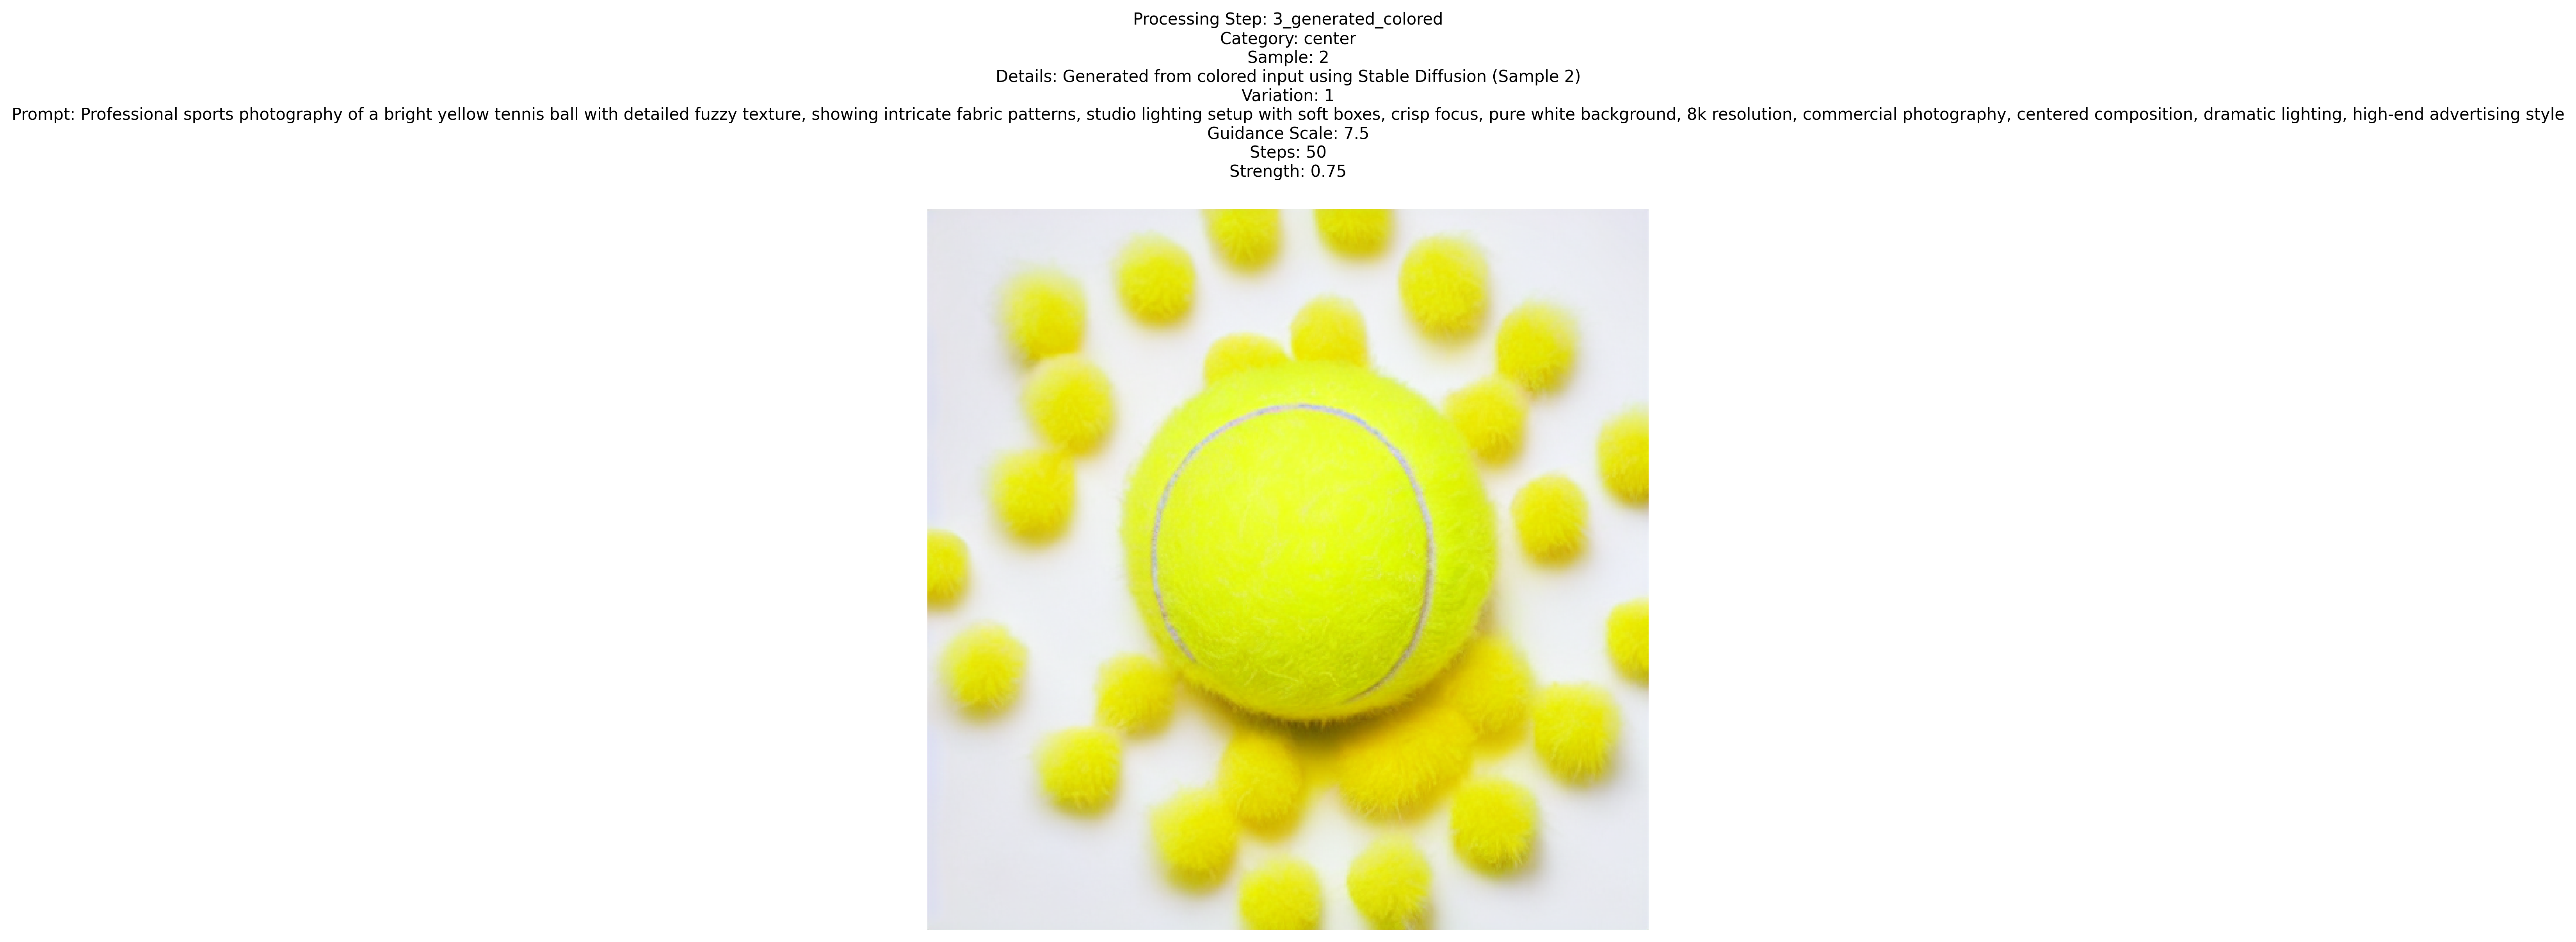 Processing Step: 3_generated_colored
Category: center
Sample: 2
Details: Generated from colored input using Stable Diffusion (Sample 2)
Variation: 1
Prompt: Professional sports photography of a bright yellow tennis ball with detailed fuzzy texture, showing intricate fabric patterns, studio lighting setup with soft boxes, crisp focus, pure white background, 8k resolution, commercial photography, centered composition, dramatic lighting, high-end advertising style
Guidance Scale: 7.5
Steps: 50
Strength: 0.75